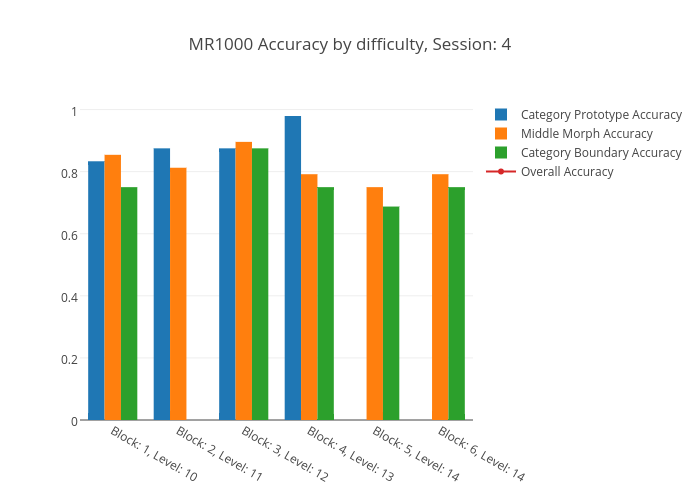 MR1000 Accuracy by difficulty, Session: 4
1
0.8
0.6
0.4
0.2
0
Category Prototype Accuracy
Middle Morph Accuracy
Category Boundary Accuracy
Overall Accuracy
Block: 1, Level: 10
Block: 2, Level: 11
Block: 3, Level: 12
Block: 4, Level: 13
Block: 5, Level: 14
Block: 6, Level: 14